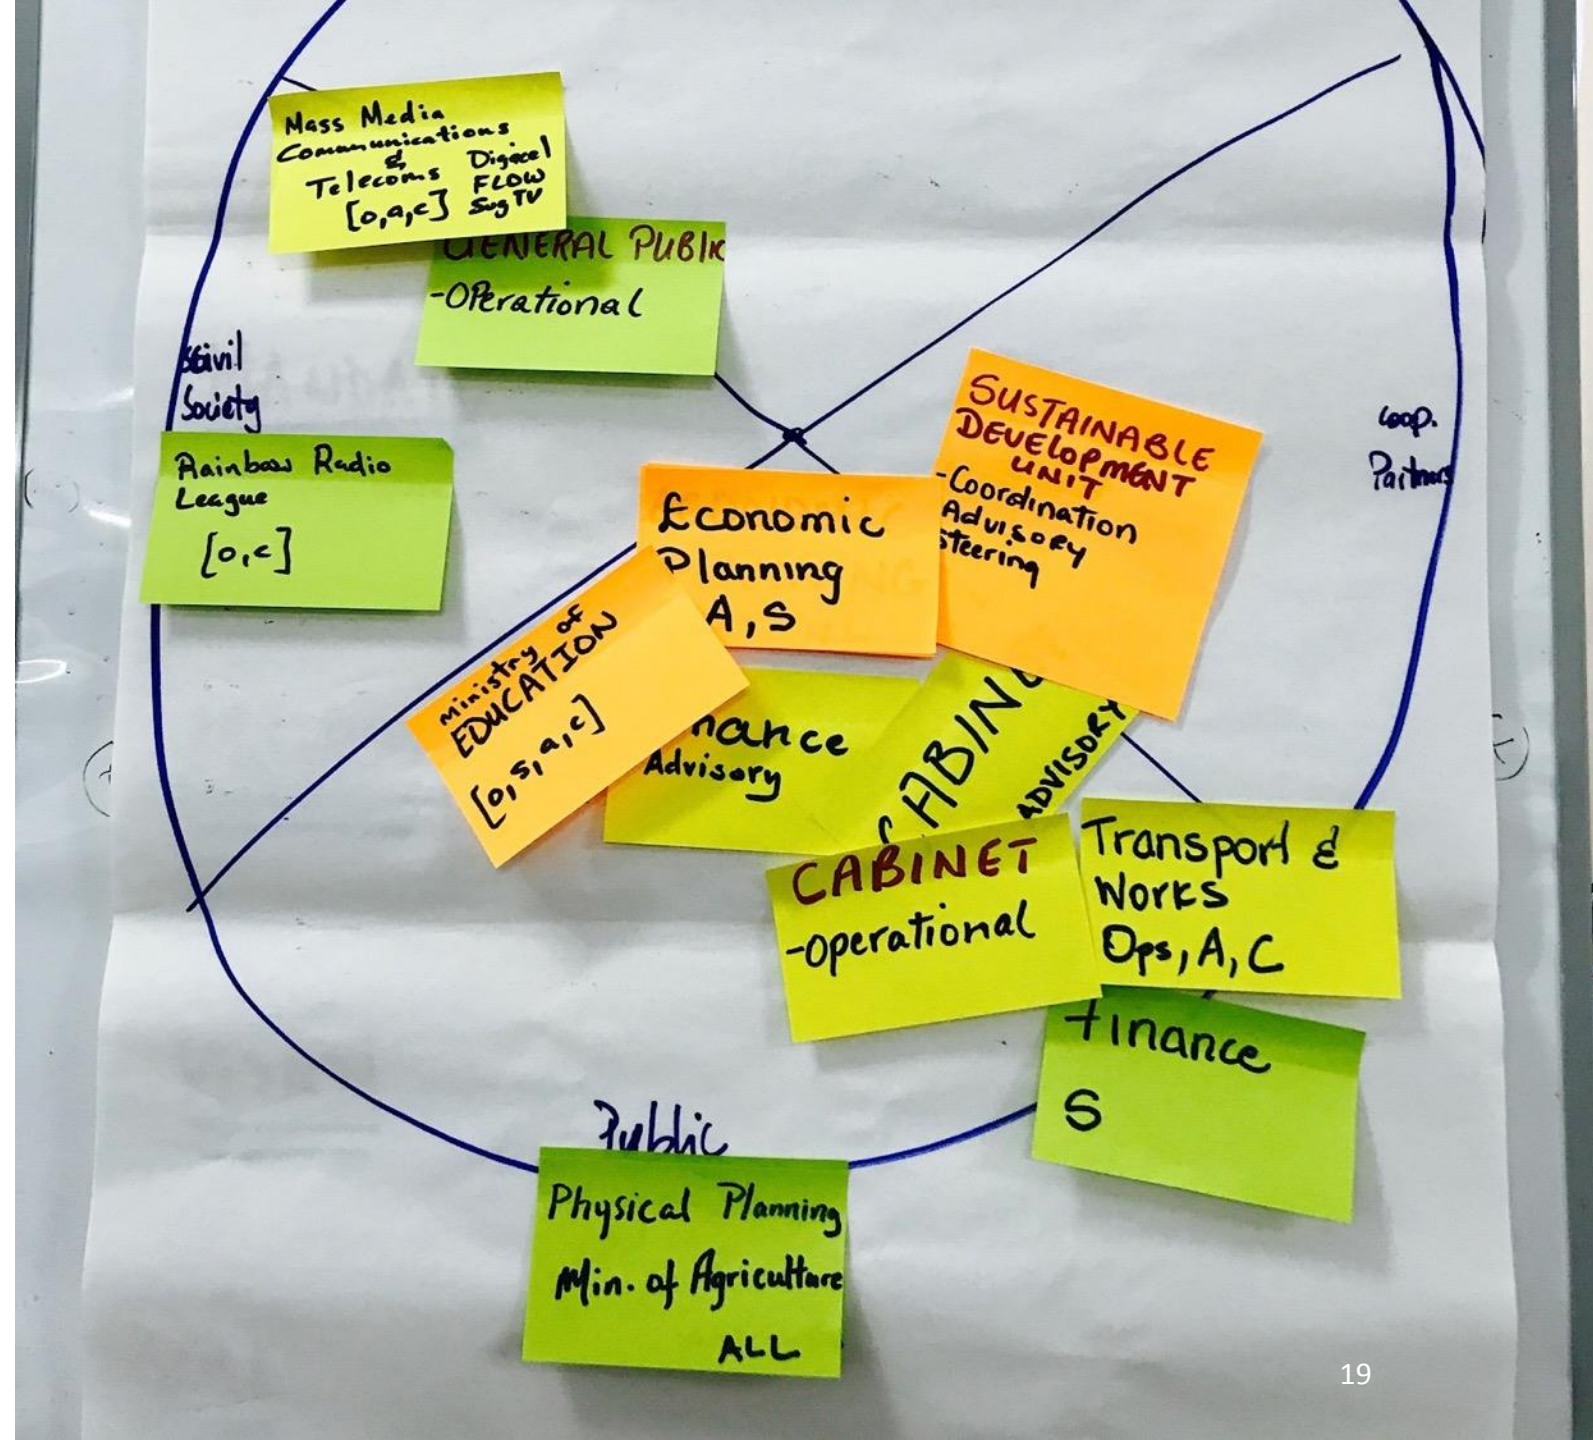 Mass Media
Communications
&
Telecoms
[o,a,c]
Digicel
FLOW
SvgTV
GENERAL PUBLIC
-Operational
Civil
Society
Rainbow Radio
League
[o,c]
Coop.
Partners
SUSTAINABLE
DEVELOPMENT
UNIT
-Coordination
Advisory
Steering
Economic
Planning
A, S
Ministry of
EDUCATION
[o, s, a, c]
nance
Advisory
CABIN
ADVISORY
CABINET
-operational
Transport &
Works
Ops, A, C
Finance
S
Public
Physical Planning
Min. of Agriculture
ALL
19